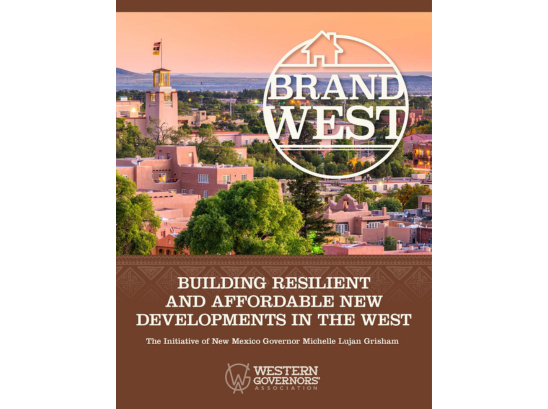 BRAND
WEST
BUILDING RESILIENT
AND AFFORDABLE NEW
DEVELOPMENTS IN THE WEST
The Initiative of New Mexico Governor Michelle Lujan Grisham
WESTERN
GOVERNORS'
ASSOCIATION